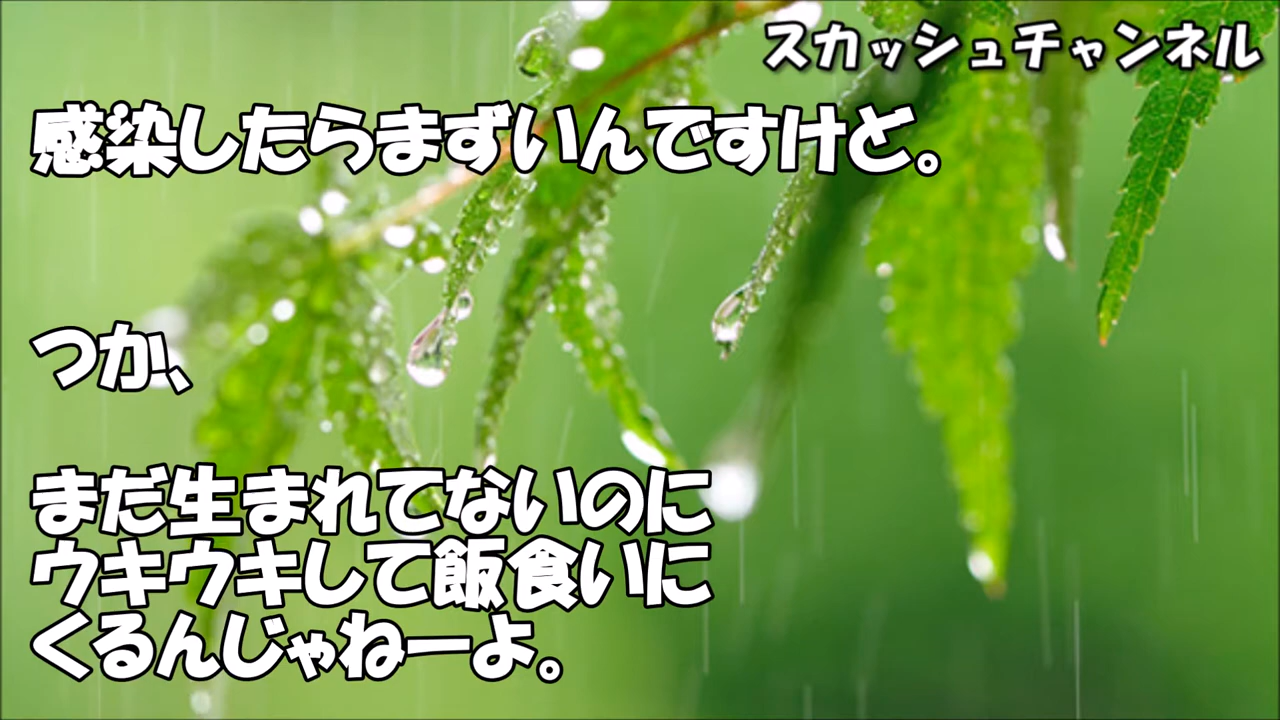 スカッシュチャンネル
感染したらまずいんですけど。
つか、
まだ生まれてないのに
ウキウキして飯食いに
くるんじゃねーよ。